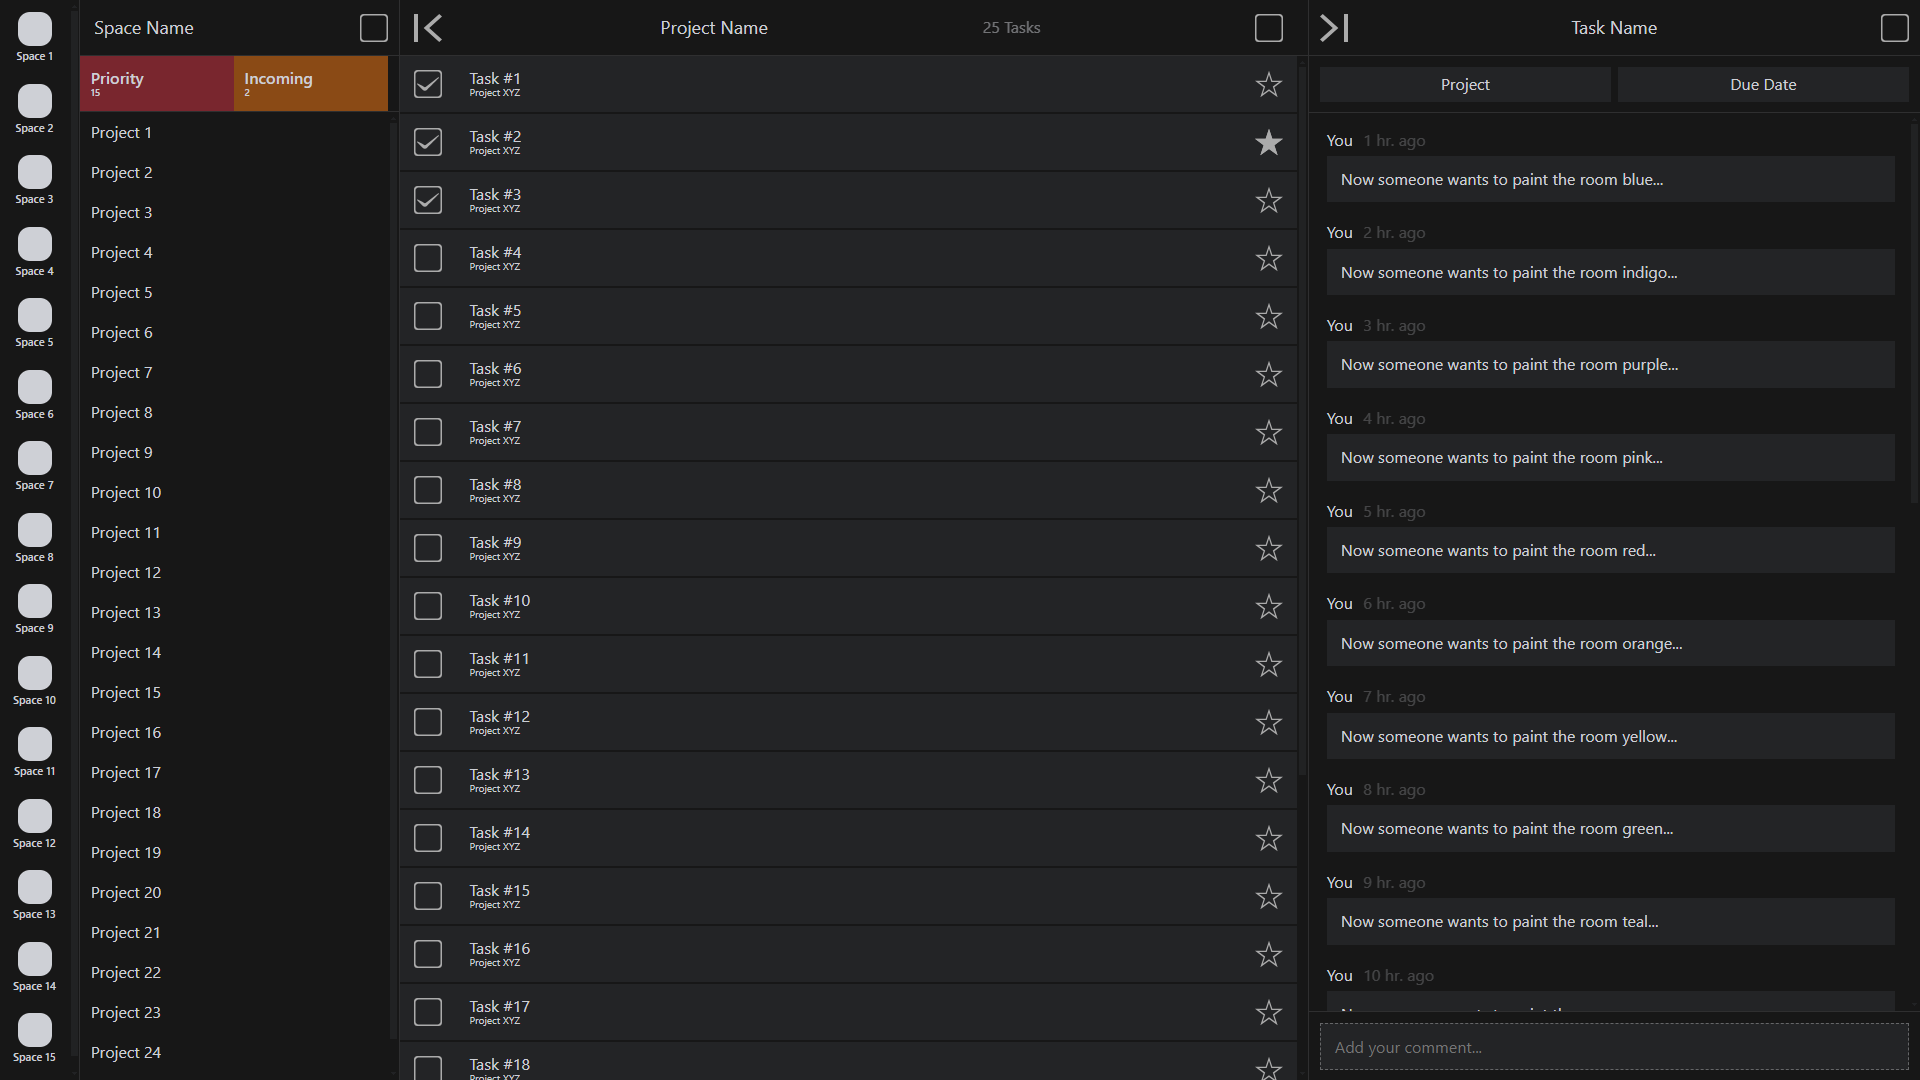 Space 1
Space 2
Space 3
Space 4
Space 5
Space 6
Space 7
Space 8
Space 9
Space 10
Space 11
Space 12
Space 13
Space 14
Space 15
Space Name
Priority
15
Incoming
2
Project 1
Project 2
Project 3
Project 4
Project 5
Project 6
Project 7
Project 8
Project 9
Project 10
Project 11
Project 12
Project 13
Project 14
Project 15
Project 16
Project 17
Project 18
Project 19
Project 20
Project 21
Project 22
Project 23
Project 24
Project Name 25 Tasks
Task #1
Project XYZ
Task #2
Project XYZ
Task #3
Project XYZ
Task #4
Project XYZ
Task #5
Project XYZ
Task #6
Project XYZ
Task #7
Project XYZ
Task #8
Project XYZ
Task #9
Project XYZ
Task #10
Project XYZ
Task #11
Project XYZ
Task #12
Project XYZ
Task #13
Project XYZ
Task #14
Project XYZ
Task #15
Project XYZ
Task #16
Project XYZ
Task #17
Project XYZ
Task #18
Project XYZ
Task Name
Project Due Date
You 1 hr. ago
Now someone wants to paint the room blue...
You 2 hr. ago
Now someone wants to paint the room indigo...
You 3 hr. ago
Now someone wants to paint the room purple...
You 4 hr. ago
Now someone wants to paint the room pink...
You 5 hr. ago
Now someone wants to paint the room red...
You 6 hr. ago
Now someone wants to paint the room orange...
You 7 hr. ago
Now someone wants to paint the room yellow...
You 8 hr. ago
Now someone wants to paint the room green...
You 9 hr. ago
Now someone wants to paint the room teal...
You 10 hr. ago
Add your comment...